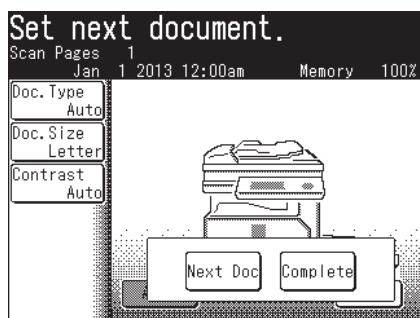 Set next document.
Scan Pages 1
Jan 1 2013 12:00am Memory 100%
Doc.Type
Auto
Doc.Size
Letter
Contrast
Auto
Next Doc Complete